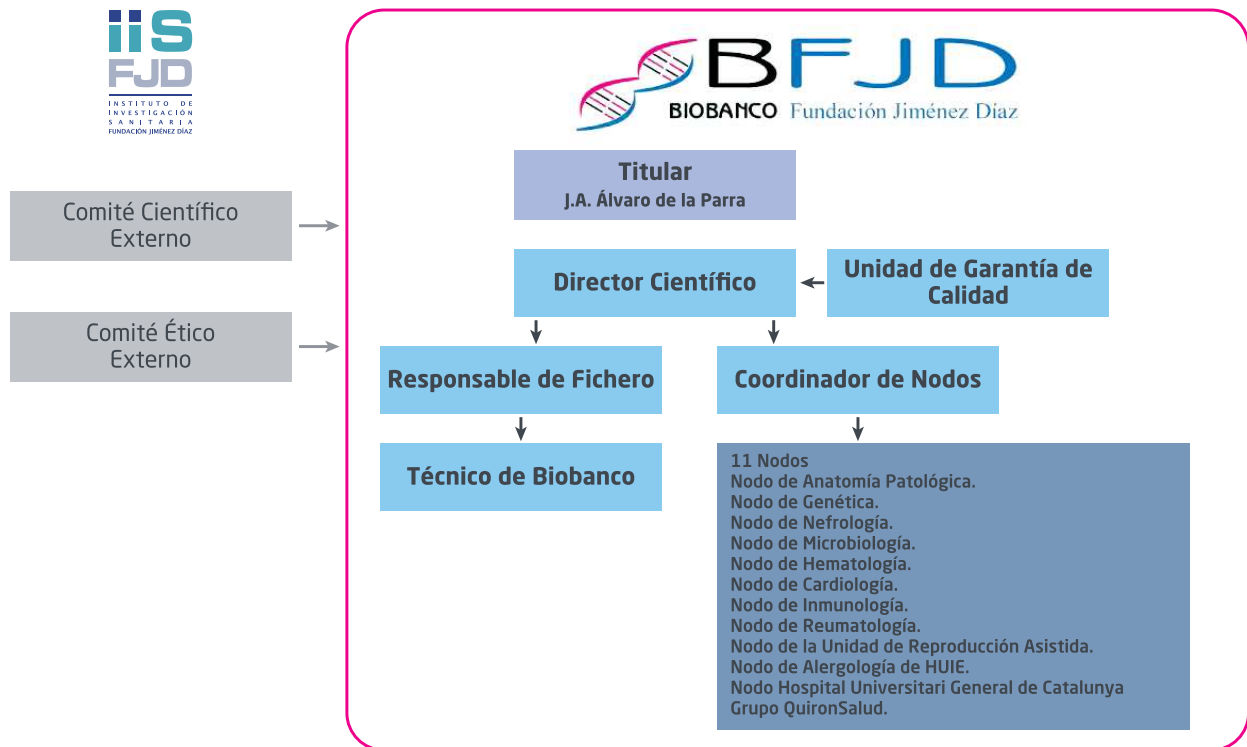 iiS
FJD
INSTITUTO DE
INVESTIGACIÓN
SANITARIA
FUNDACIÓN JIMÉNEZ DÍAZ
BFJD
BIOBANCO Fundación Jiménez Díaz
Titular
J.A. Álvaro de la Parra
Comité Científico
Externo
Director Científico
Unidad de Garantía de
Calidad
Comité Ético
Externo
Responsable de Fichero
Coordinador de Nodos
Técnico de Biobanco
11 Nodos
Nodo de Anatomía Patológica.
Nodo de Genética.
Nodo de Nefrología.
Nodo de Microbiología.
Nodo de Hematología.
Nodo de Cardiología.
Nodo de Inmunología.
Nodo de Reumatología.
Nodo de la Unidad de Reproducción Asistida.
Nodo de Alergología de HUIE.
Nodo Hospital Universitari General de Catalunya
Grupo QuironSalud.